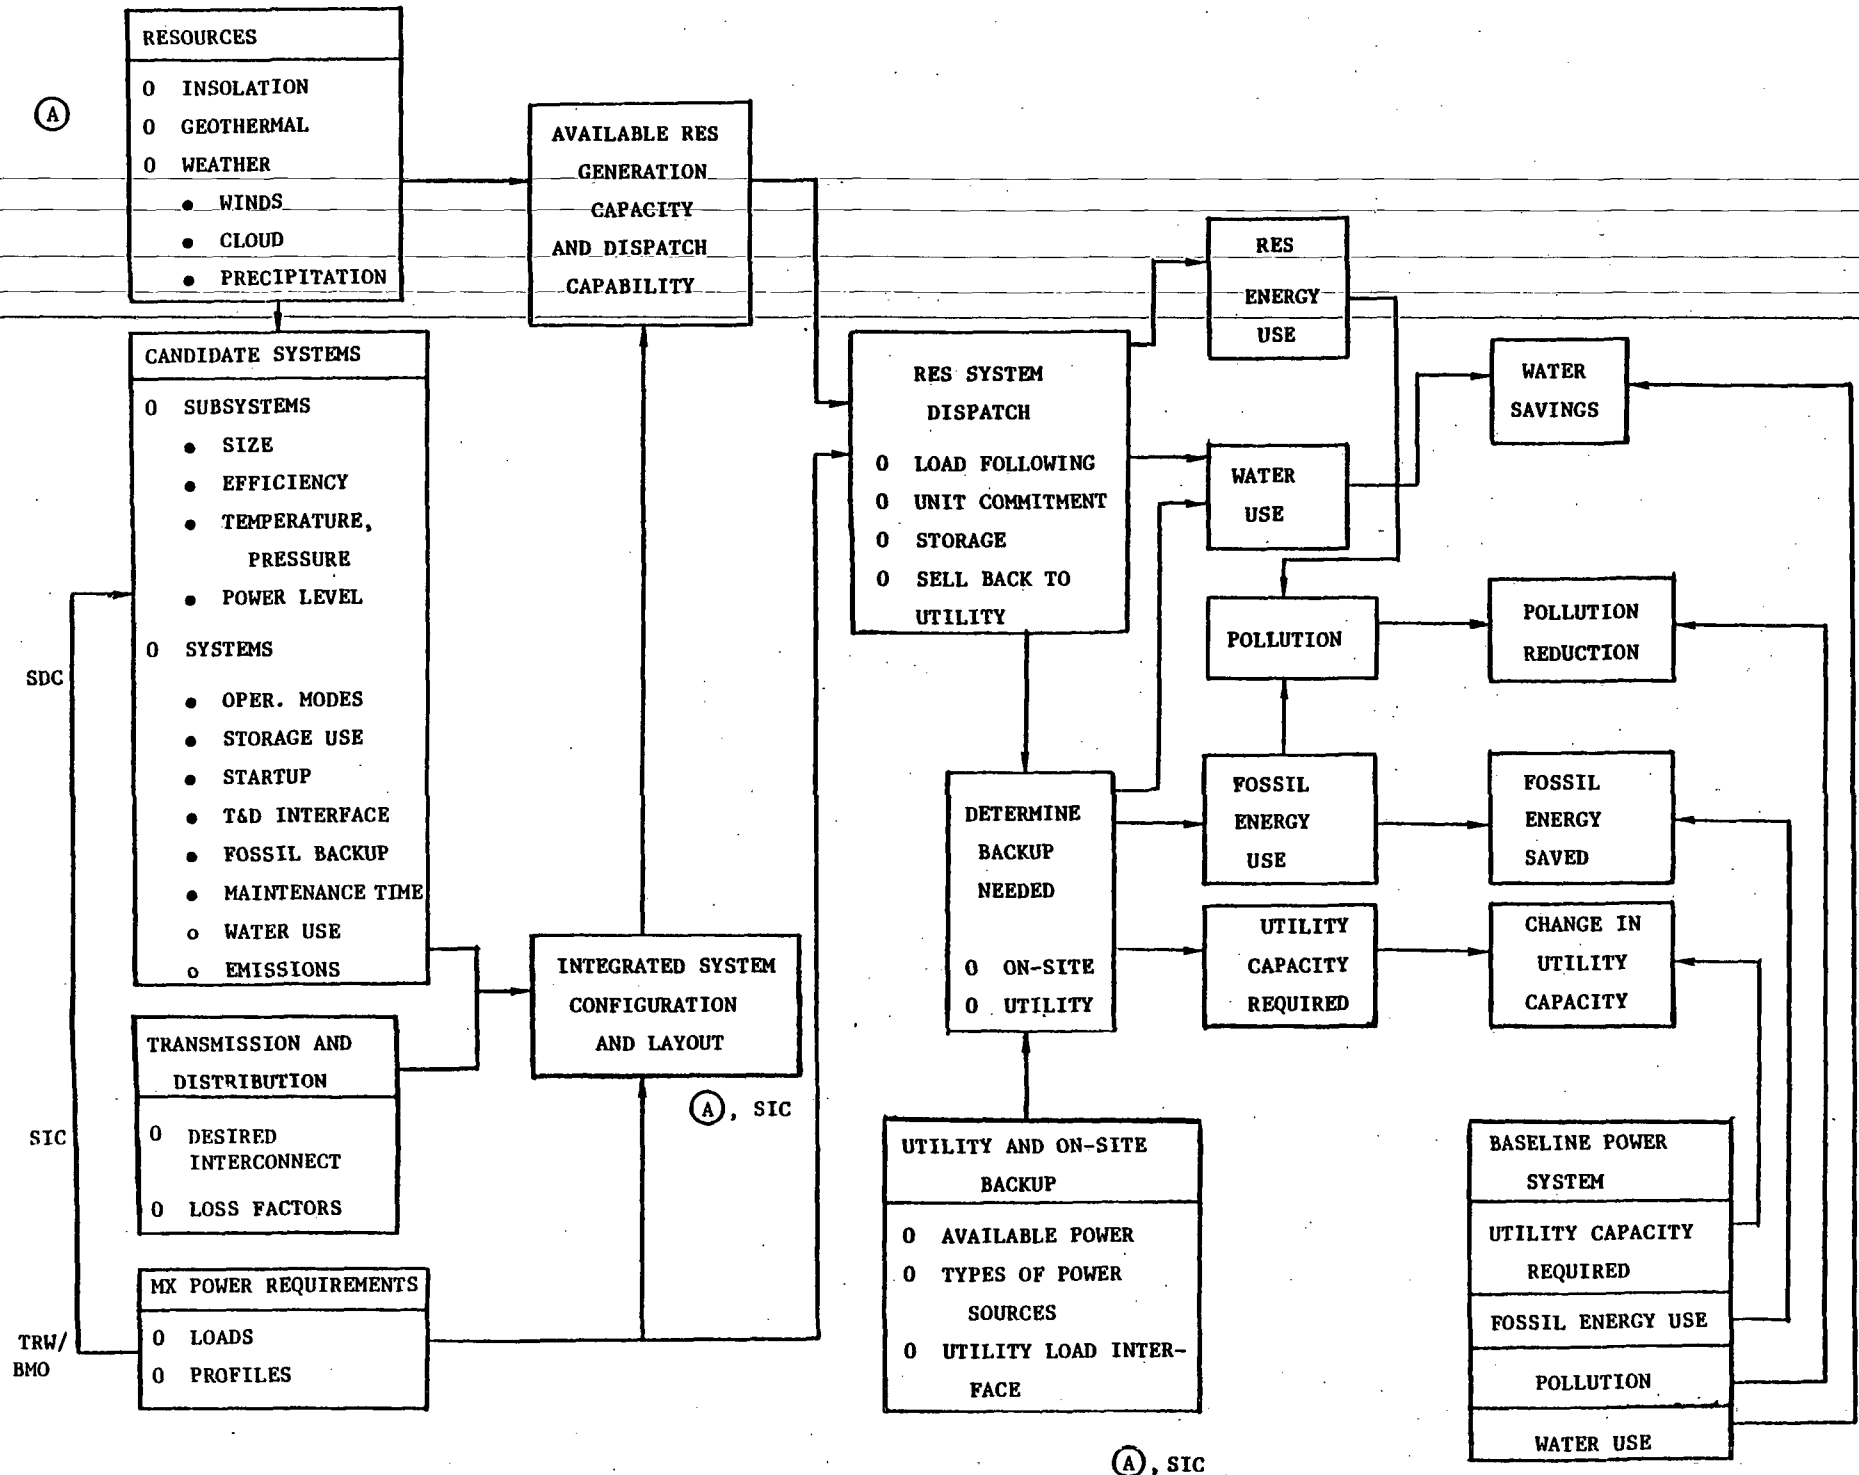 RESOURCES
O INSOLATION
O GEOTHERMAL
O WEATHER
• WINDS
• CLOUD
• PRECIPITATION
A
CANDIDATE SYSTEMS
O SUBSYSTEMS
• SIZE
• EFFICIENCY
• TEMPERATURE,
PRESSURE
• POWER LEVEL
O SYSTEMS
• OPER. MODES
• STORAGE USE
• STARTUP
• T&D INTERFACE
• FOSSIL BACKUP
• MAINTENANCE TIME
o WATER USE
o EMISSIONS
SDC
TRANSMISSION AND
DISTRIBUTION
O DESIRED
INTERCONNECT
O LOSS FACTORS
SIC
MX POWER REQUIREMENTS
O LOADS
O PROFILES
TRW/
BMO
AVAILABLE RES
GENERATION
CAPACITY
AND DISPATCH
CAPABILITY
INTEGRATED SYSTEM
CONFIGURATION
AND LAYOUT
A, SIC
RES SYSTEM
DISPATCH
O LOAD FOLLOWING
O UNIT COMMITMENT
O STORAGE
O SELL BACK TO
UTILITY
DETERMINE
BACKUP
NEEDED
O ON-SITE
O UTILITY
UTILITY AND ON-SITE
BACKUP
O AVAILABLE POWER
O TYPES OF POWER
SOURCES
O UTILITY LOAD INTER-
FACE
A, SIC
RES
ENERGY
USE
WATER
USE
POLLUTION
FOSSIL
ENERGY
USE
UTILITY
CAPACITY
REQUIRED
WATER
SAVINGS
POLLUTION
REDUCTION
FOSSIL
ENERGY
SAVED
CHANGE IN
UTILITY
CAPACITY
BASELINE POWER
SYSTEM
UTILITY CAPACITY
REQUIRED
FOSSIL ENERGY USE
POLLUTION
WATER USE